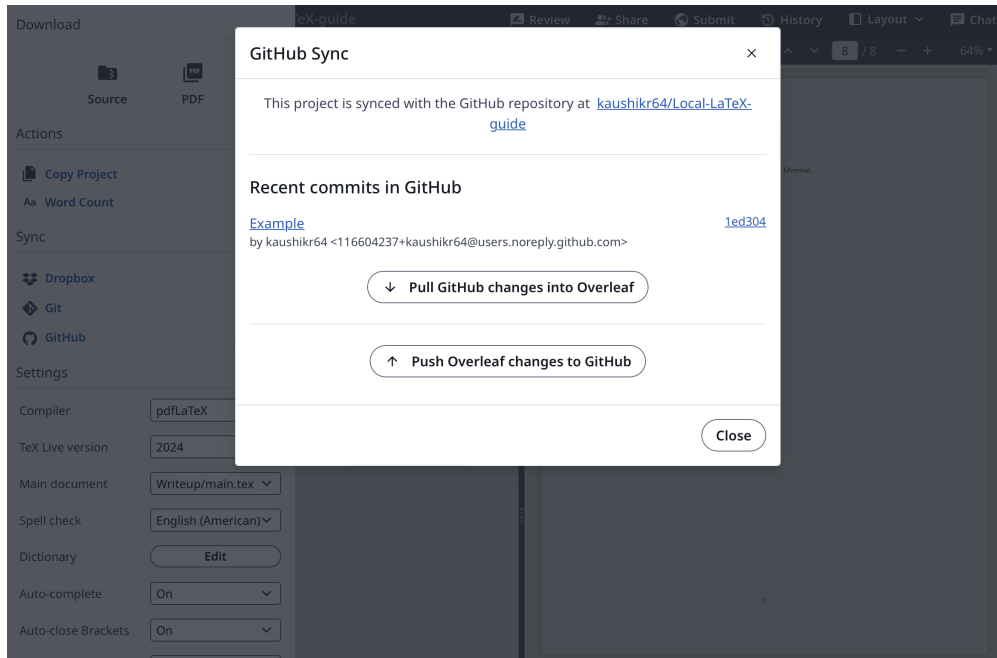 Download
eX-guide
Review
Share
Submit
History
Layout
Chat
8 / 8
64%
Source
PDF
PDF
Actions
Copy Project
Aa Word Count
Sync
Dropbox
Git
GitHub
Settings
Compiler
pdfLaTeX
TeX Live version
2024
Main document
Writeup/main.tex
Spell check
English (American)
Dictionary
Edit
Auto-complete
On
Auto-close Brackets
On
GitHub Sync
This project is synced with the GitHub repository at kaushikr64/Local-LaTeX-
guide
Recent commits in GitHub
Example
1ed304
by kaushikr64 <116604237+kaushikr64@users.noreply.github.com>
Pull GitHub changes into Overleaf
Push Overleaf changes to GitHub
Close
Overleaf
7